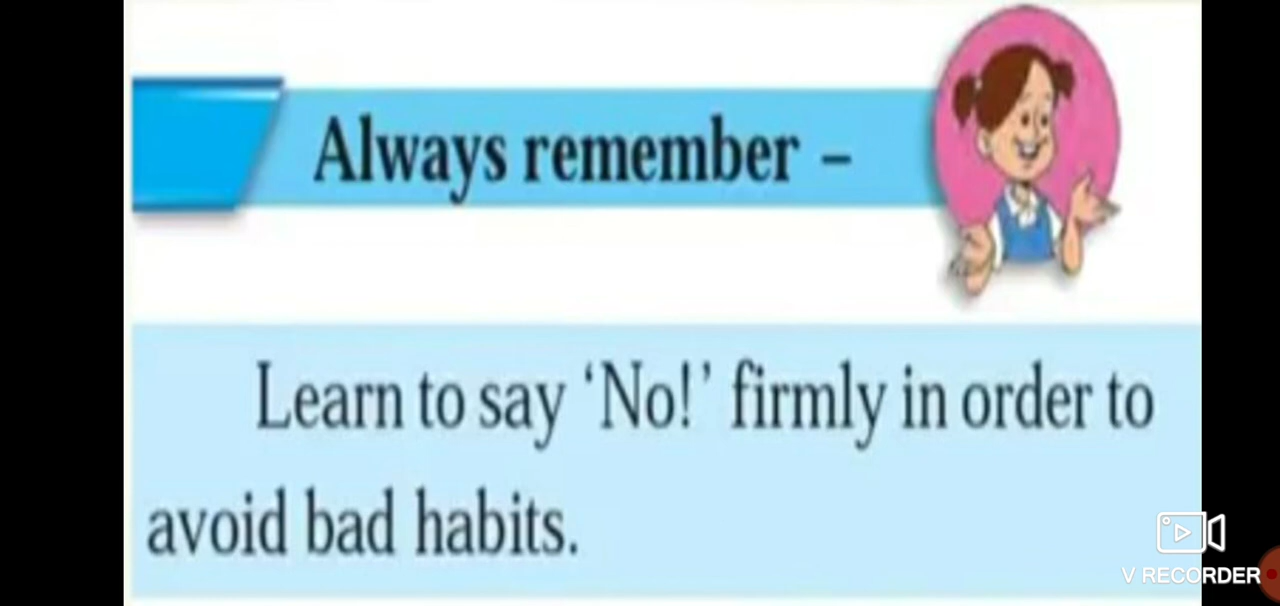 Always remember –
Learn to say ‘No!’ firmly in order to
avoid bad habits.
V RECORDER